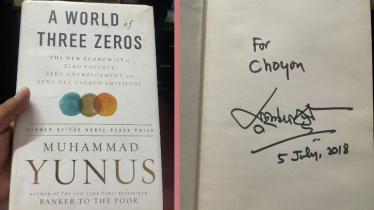 A WORLD of
THREE ZEROS
THE NEW ECONOMICS of
ZERO POVERTY,
ZERO UNEMPLOYMENT, and
ZERO NET CARBON EMISSIONS
WINNER OF THE NOBEL PEACE PRIZE
MUHAMMAD
YUNUS
AUTHOR OF THE NEW YORK TIMES BESTSELLER
BANKER TO THE POOR
For
Choyon
5 July, 2018